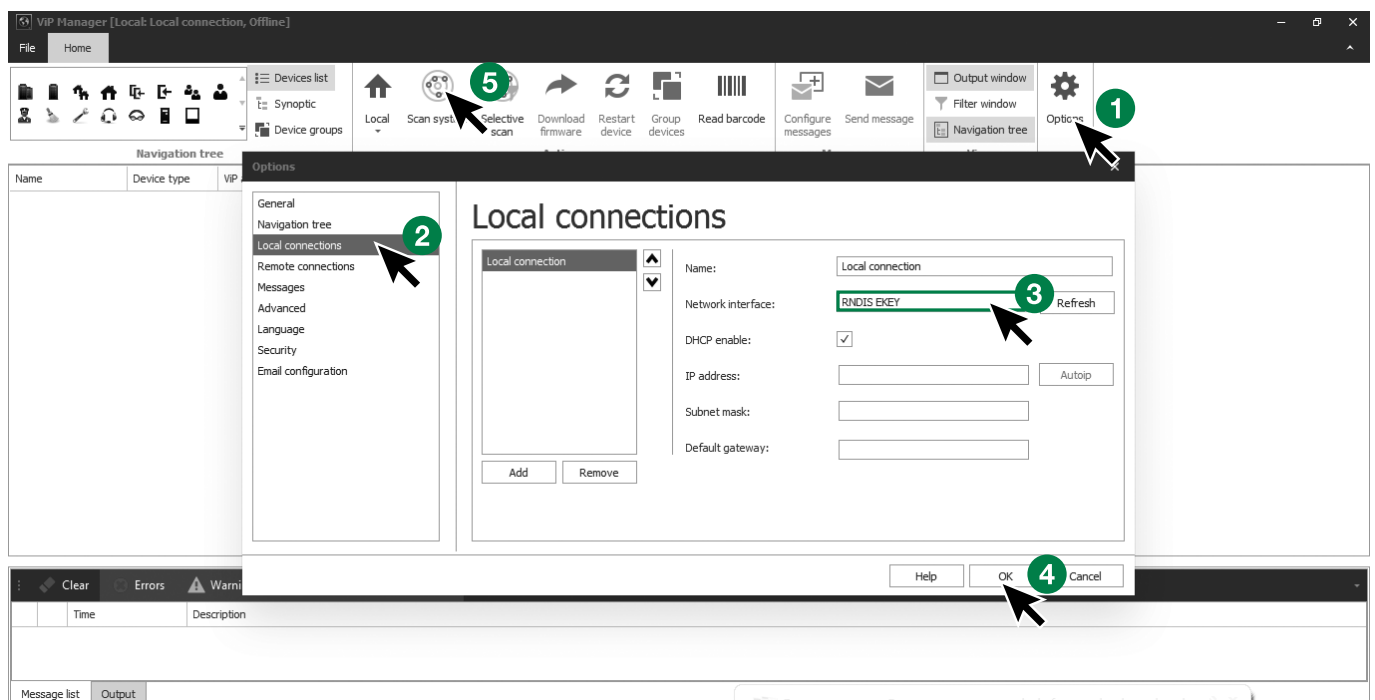 ViP Manager [Local: Local connection, Offline]
File Home
Devices list
Synoptic
Device groups
Local
Scan syst
5
Selective scan
Download firmware
Restart device
Group devices
Read barcode
Configure messages
Send message
Output window
Filter window
Navigation tree
Options
1
Navigation tree
Name Device type ViP
Options
General
Navigation tree
Local connections
2
Remote connections
Messages
Advanced
Language
Security
Email configuration
Local connections
Local connection
Add Remove
Name: Local connection
Network interface: RNDIS EKEY 3 Refresh
DHCP enable:
IP address: Autoip
Subnet mask:
Default gateway:
Help OK 4 Cancel
Clear Errors Warni
Time Description
Message list Output